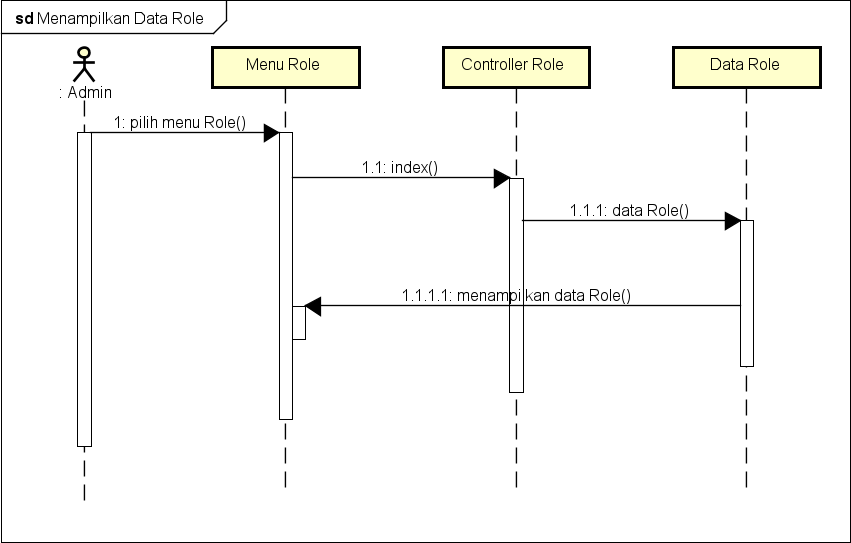 sd Menampilkan Data Role
: Admin
Menu Role
Controller Role
Data Role
1: pilih menu Role()
1.1: index()
1.1.1: data Role()
1.1.1.1: menampilkan data Role()